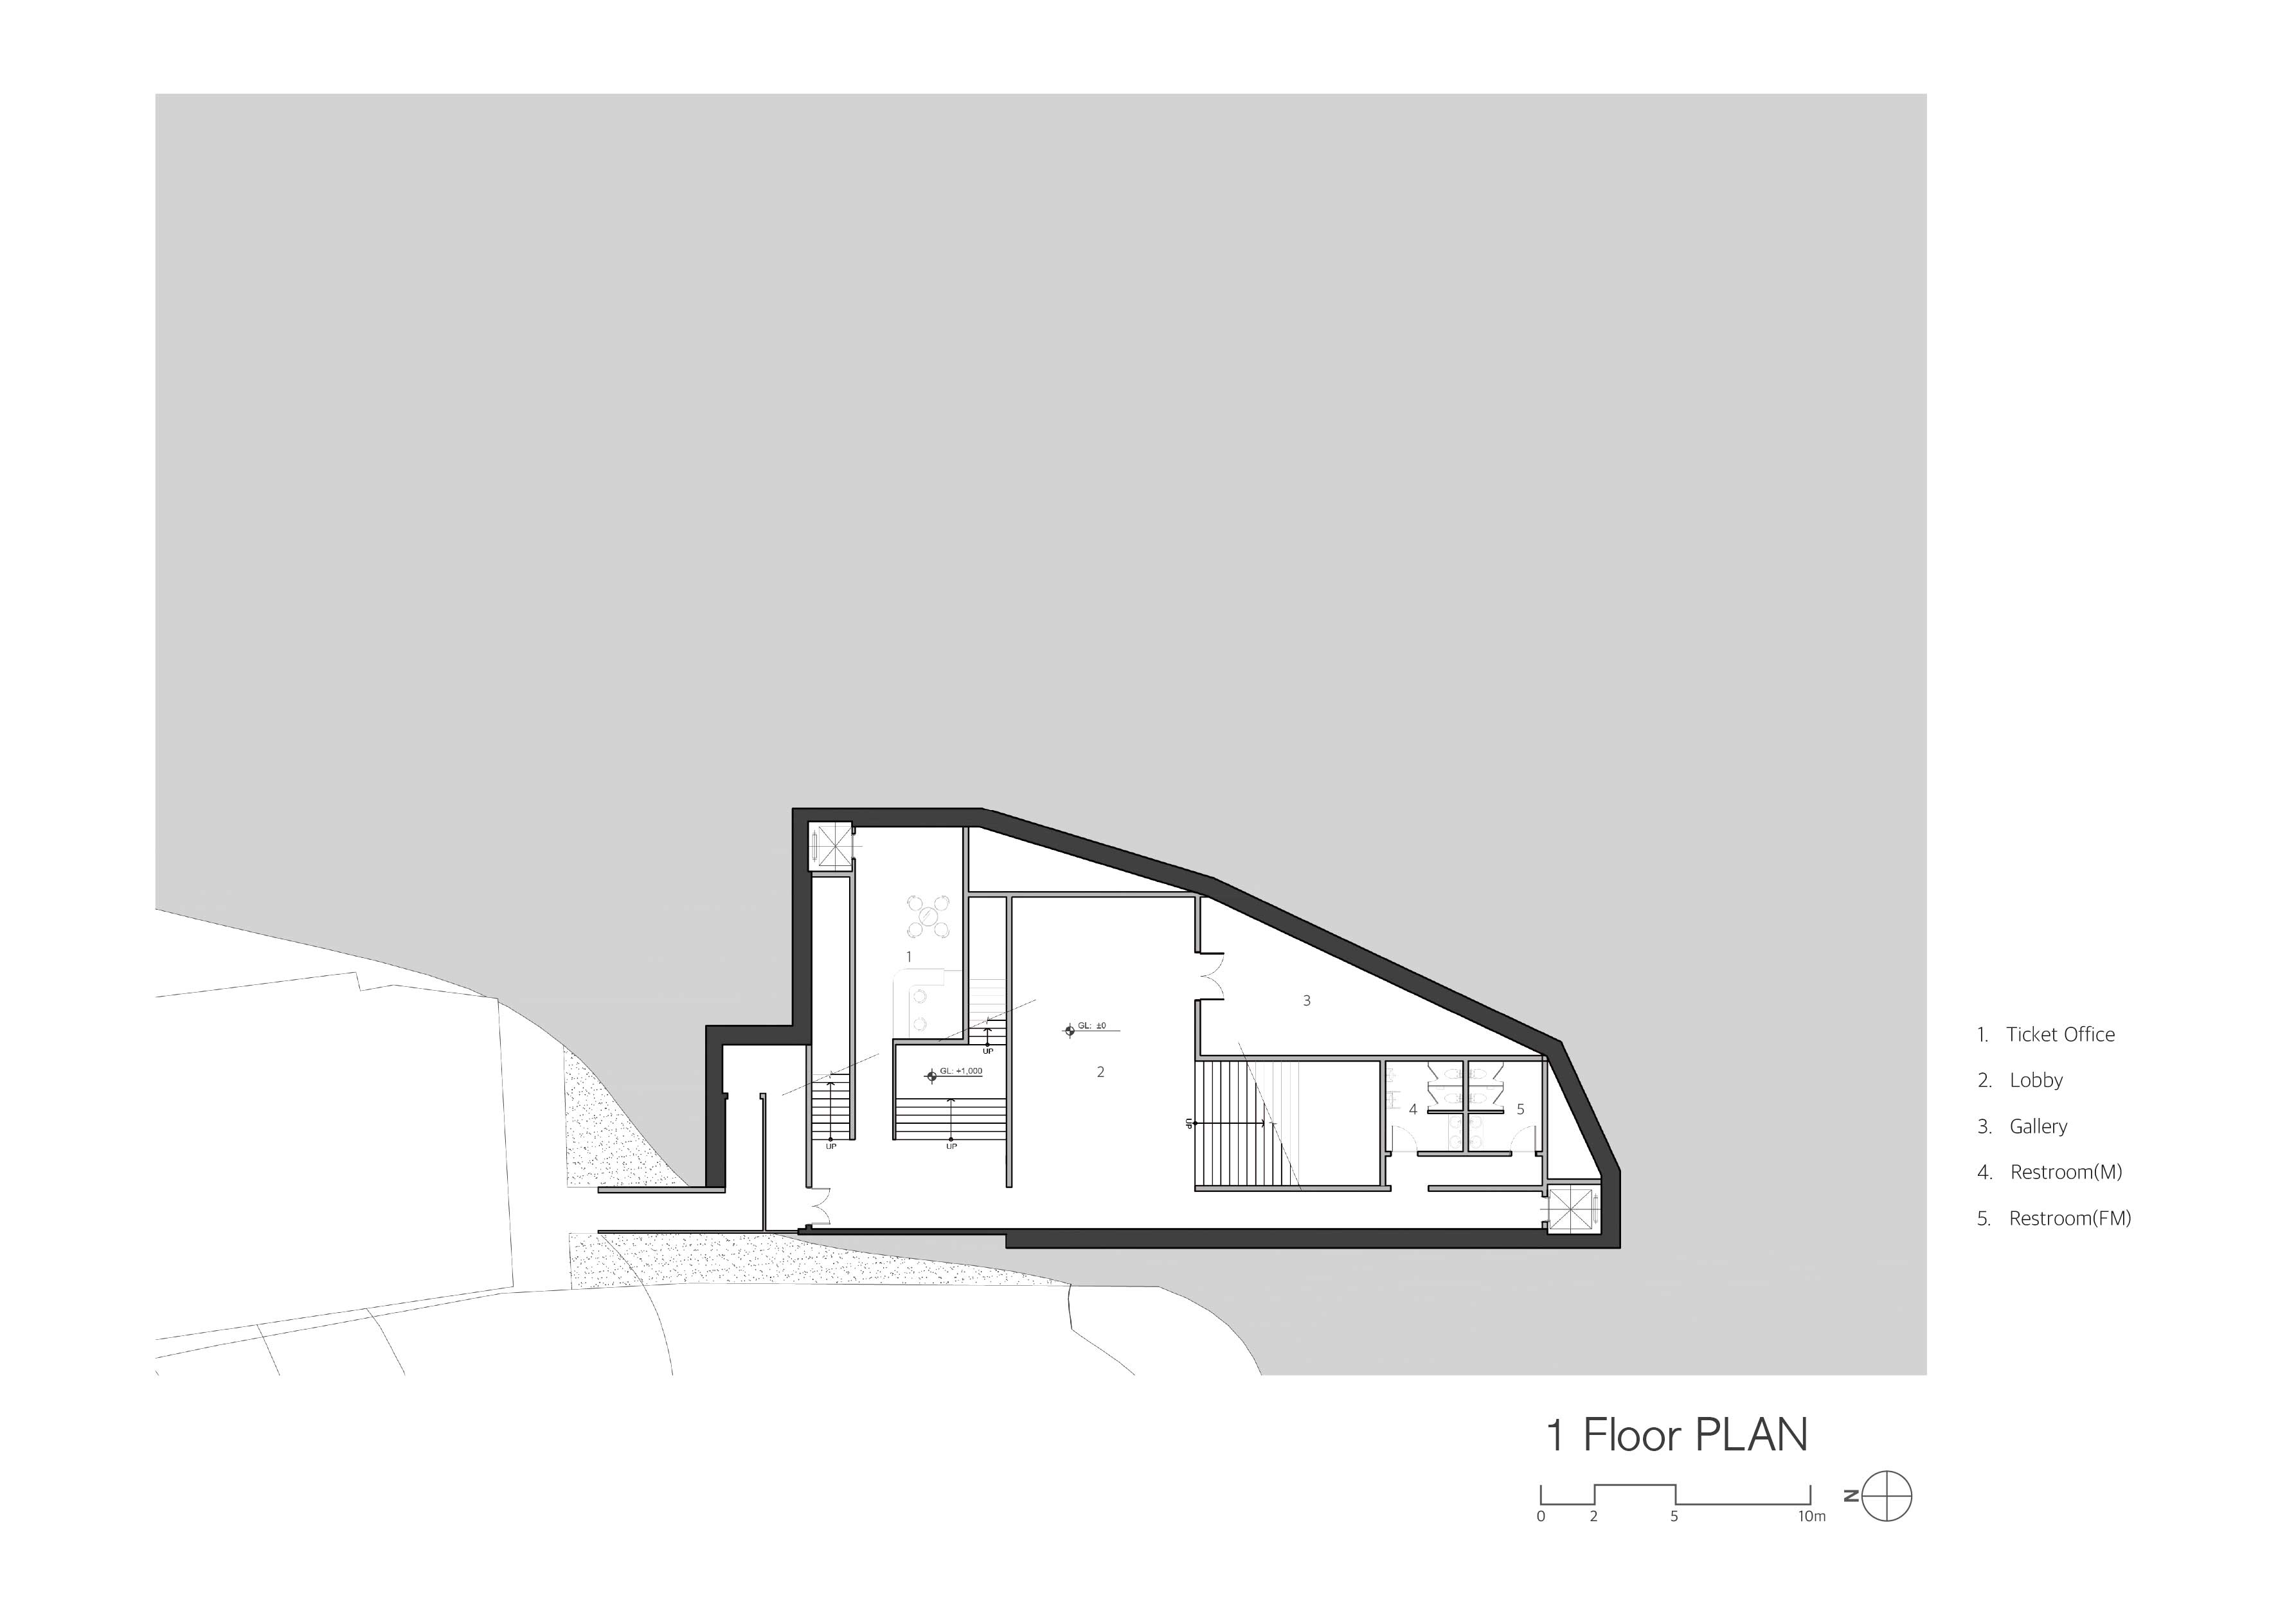 1
GL: ±0
3
UP
GL: +1,000
2
UP
4
5
UP
UP
1. Ticket Office
2. Lobby
3. Gallery
4. Restroom(M)
5. Restroom(FM)
1 Floor PLAN
N
0 2 5 10m